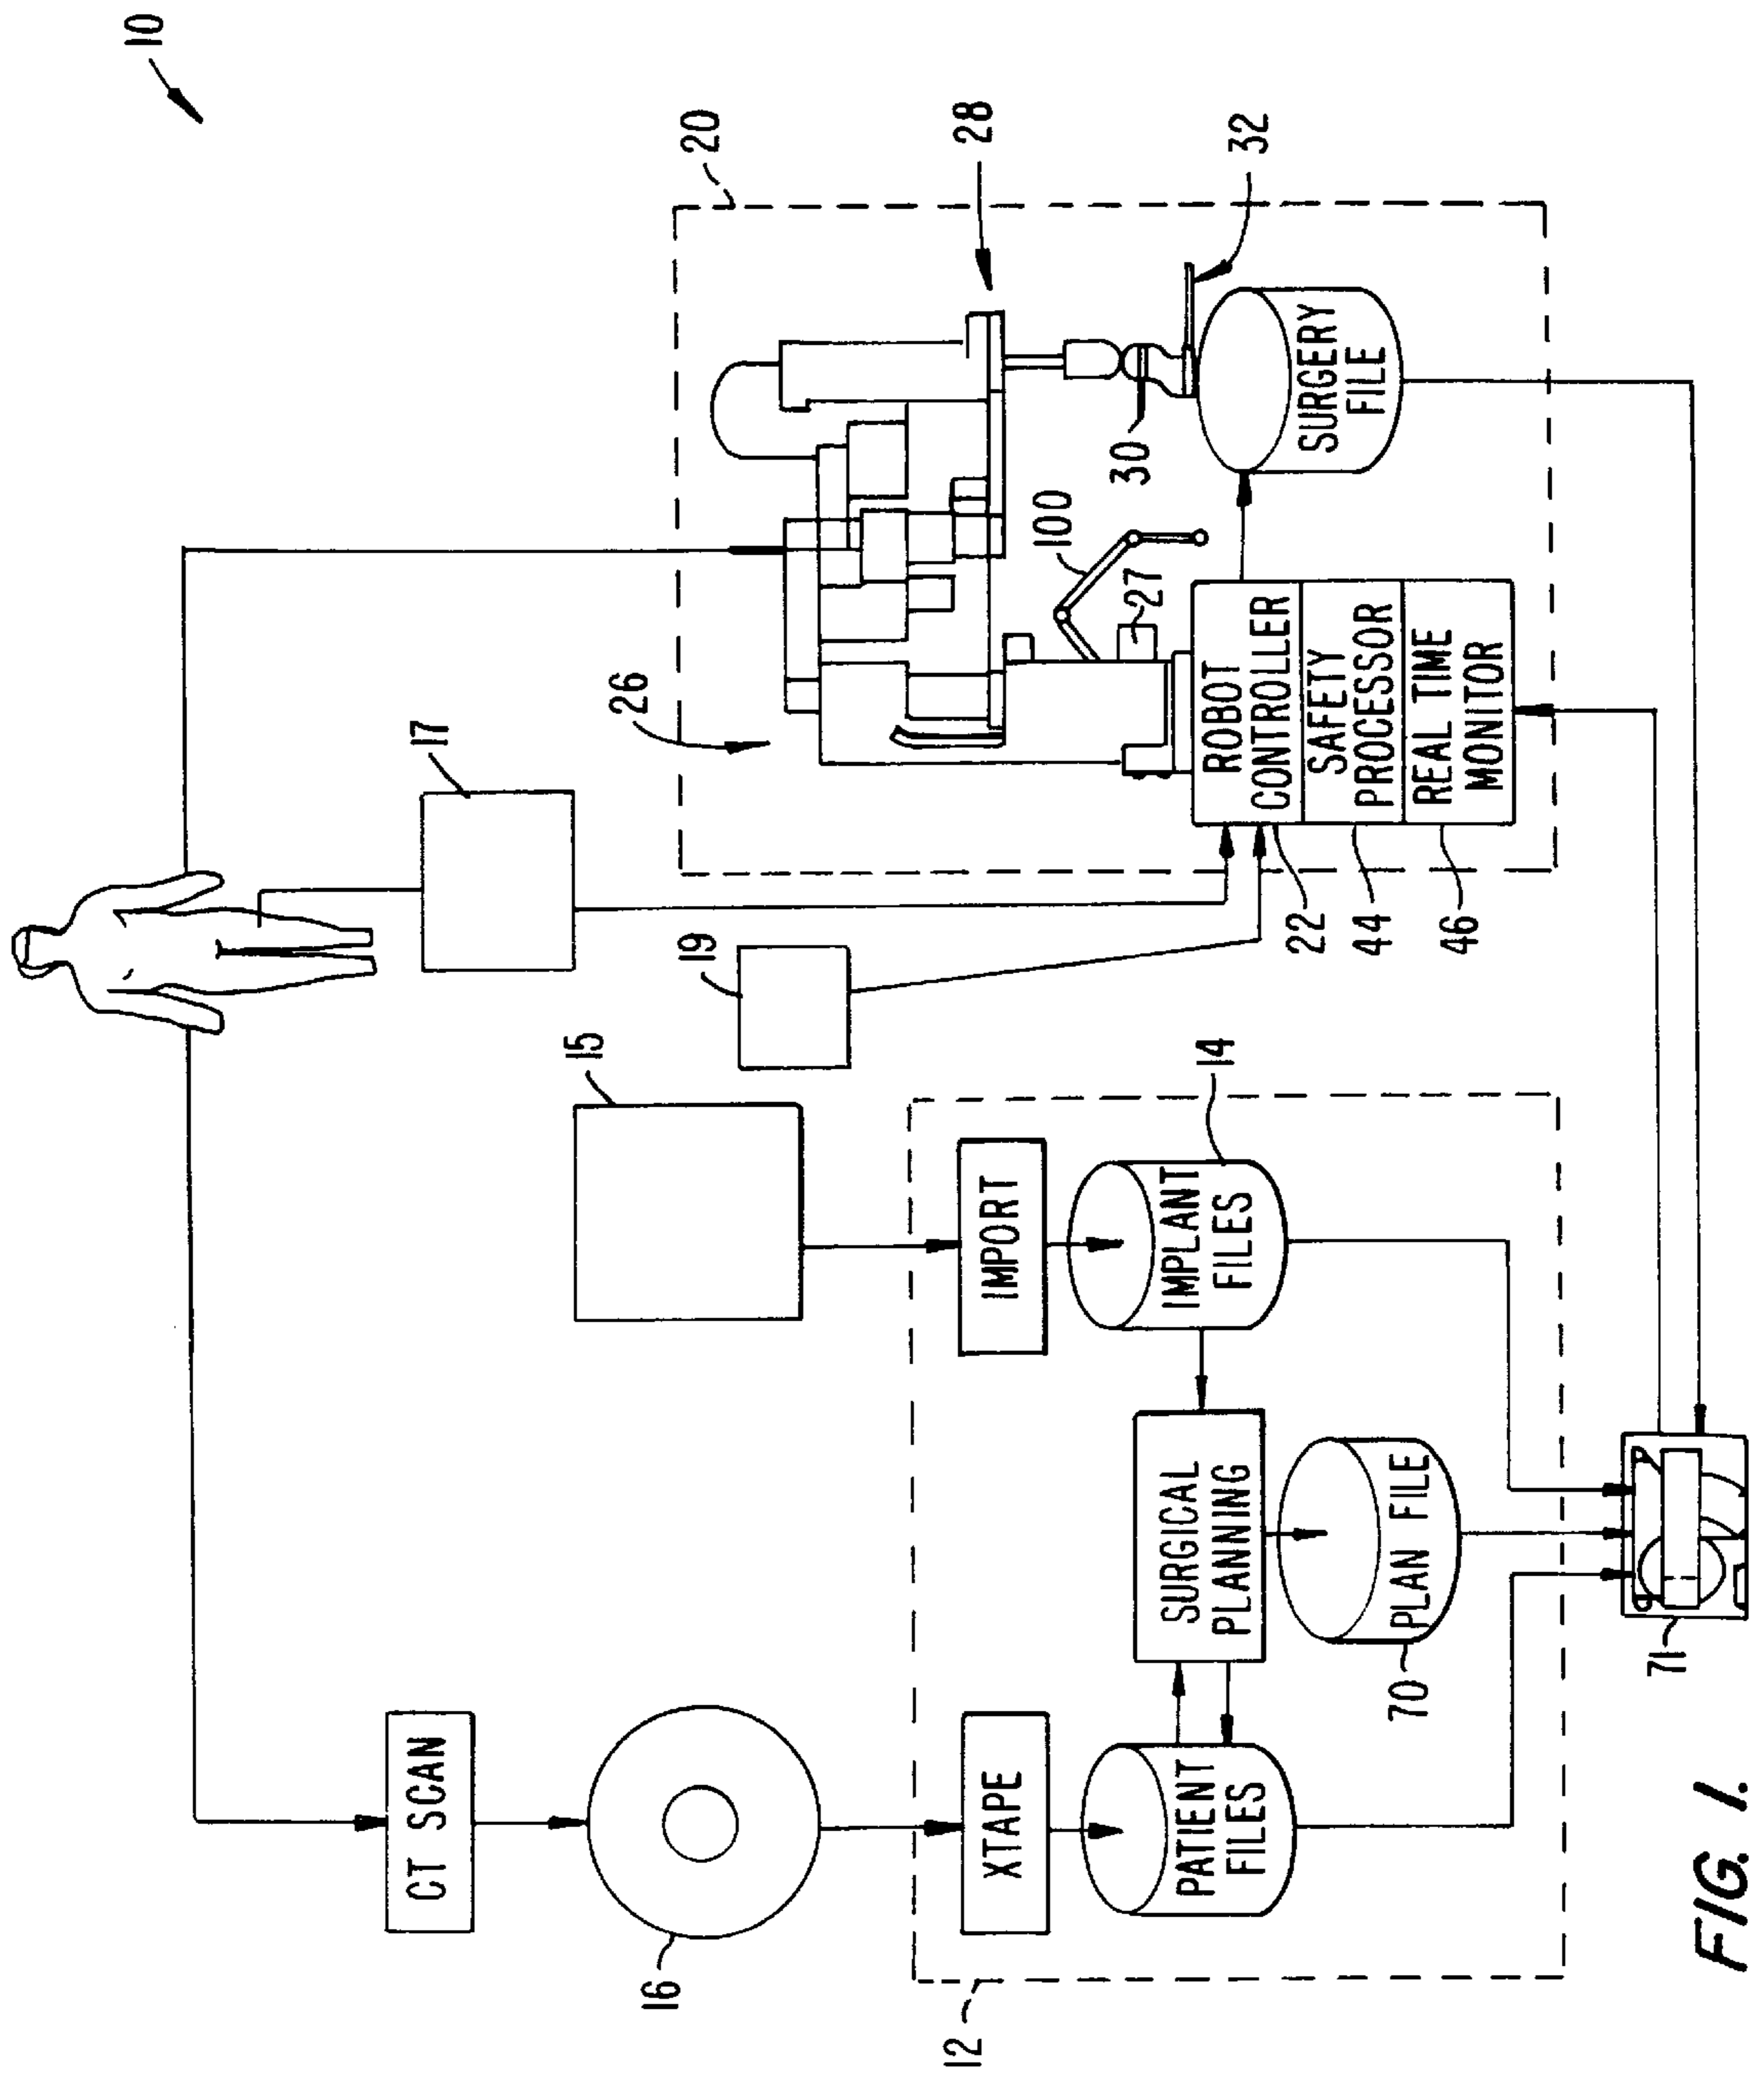 10
CT SCAN
16
15
17
19
20
26
28
100
27
30
32
12
XTAPE
IMPORT
PATIENT
FILES
SURGICAL
PLANNING
IMPLANT
FILES
14
PLAN FILE
70
ROBOT
CONTROLLER
SAFETY
PROCESSOR
REAL TIME
MONITOR
22
44
46
SURGERY
FILE
71
FIG. 1.